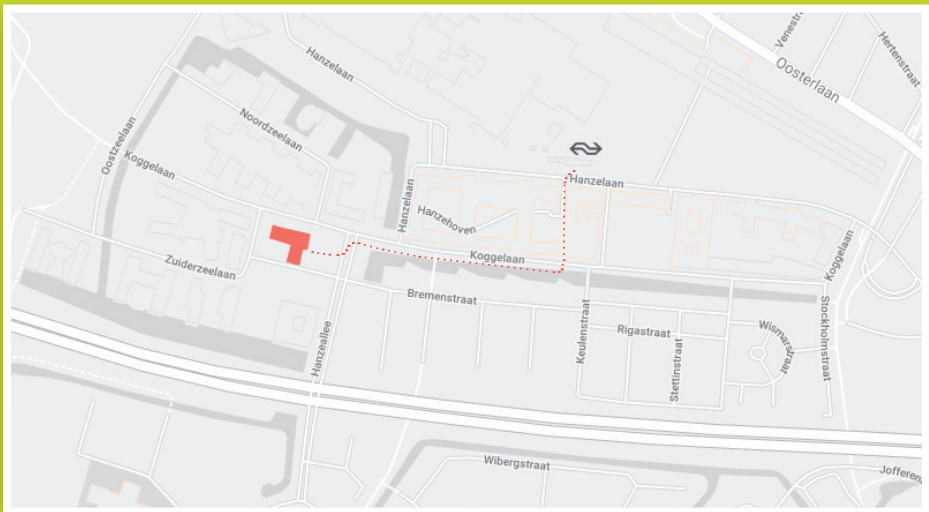 Venestraat
Hertenstraat
Oosterlaan
Hanzelaan
Noordzeelaan
Oostzeelaan
Koggelaan
Hanzelaan
Hanzelaan
Hanzehoven
Koggelaan
Koggelaan
Zuiderzeelaan
Bremenstraat
Hanzeallee
Keulenstraat
Rigastraat
Stettinstraat
Wismarstraat
Stockholmstraat
Wibergstraat
Jofferen